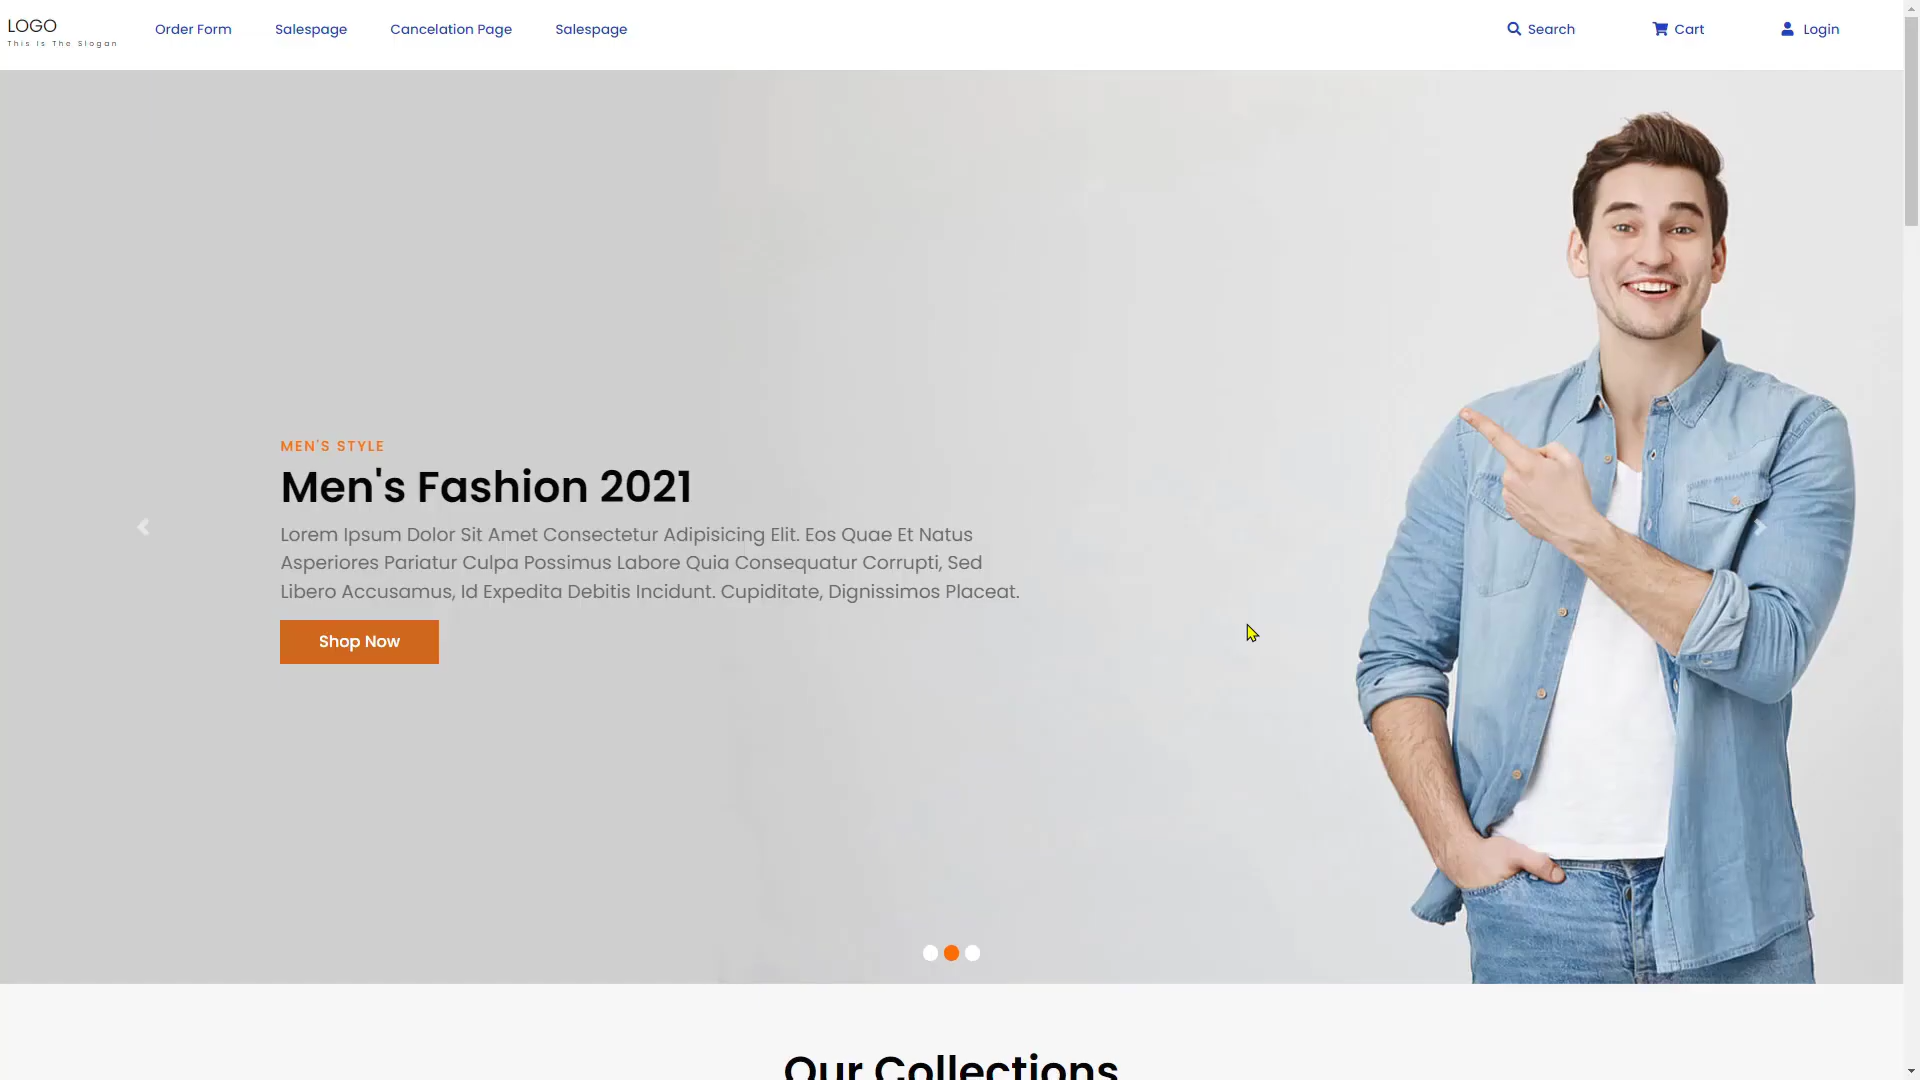 LOGO
This Is The Slogan
Order Form
Salespage
Cancelation Page
Salespage
Search
Cart
Login
MEN'S STYLE
Men's Fashion 2021
Lorem Ipsum Dolor Sit Amet Consectetur Adipisicing Elit. Eos Quae Et Natus
Asperiores Pariatur Culpa Possimus Labore Quia Consequatur Corrupti, Sed
Libero Accusamus, Id Expedita Debitis Incidunt. Cupiditate, Dignissimos Placeat.
Shop Now
Our Collections